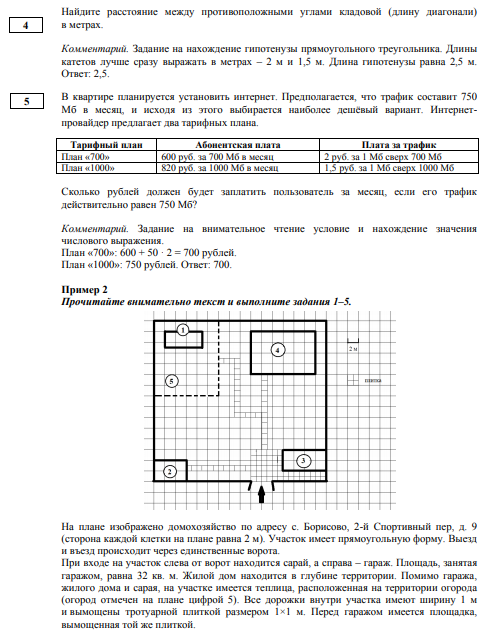 4
Найдите расстояние между противоположными углами кладовой (длину диагонали)
в метрах.
Комментарий. Задание на нахождение гипотенузы прямоугольного треугольника. Длины
катетов лучше сразу выражать в метрах – 2 м и 1,5 м. Длина гипотенузы равна 2,5 м.
Ответ: 2,5.
5
В квартире планируется установить интернет. Предполагается, что трафик составит 750
Мб в месяц, и исходя из этого выбирается наиболее дешёвый вариант. Интернет-
провайдер предлагает два тарифных плана.
Тарифный план Абонентская плата Плата за трафик
План «700» 600 руб. за 700 Мб в месяц 2 руб. за 1 Мб сверх 700 Мб
План «1000» 820 руб. за 1000 Мб в месяц 1,5 руб. за 1 Мб сверх 1000 Мб
Сколько рублей должен будет заплатить пользователь за месяц, если его трафик
действительно равен 750 Мб?
Комментарий. Задание на внимательное чтение условие и нахождение значения
числового выражения.
План «700»: 600 + 50 · 2 = 700 рублей.
План «1000»: 750 рублей. Ответ: 700.
Пример 2
Прочитайте внимательно текст и выполните задания 1–5.
1
4
2 м
5
плитка
3
2
На плане изображено домохозяйство по адресу с. Борисово, 2-й Спортивный пер, д. 9
(сторона каждой клетки на плане равна 2 м). Участок имеет прямоугольную форму. Выезд
и въезд происходит через единственные ворота.
При входе на участок слева от ворот находится сарай, а справа – гараж. Площадь, занятая
гаражом, равна 32 кв. м. Жилой дом находится в глубине территории. Помимо гаража,
жилого дома и сарая, на участке имеется теплица, расположенная на территории огорода
(огород отмечен на плане цифрой 5). Все дорожки внутри участка имеют ширину 1 м
и вымощены тротуарной плиткой размером 1×1 м. Перед гаражом имеется площадка,
вымощенная той же плиткой.